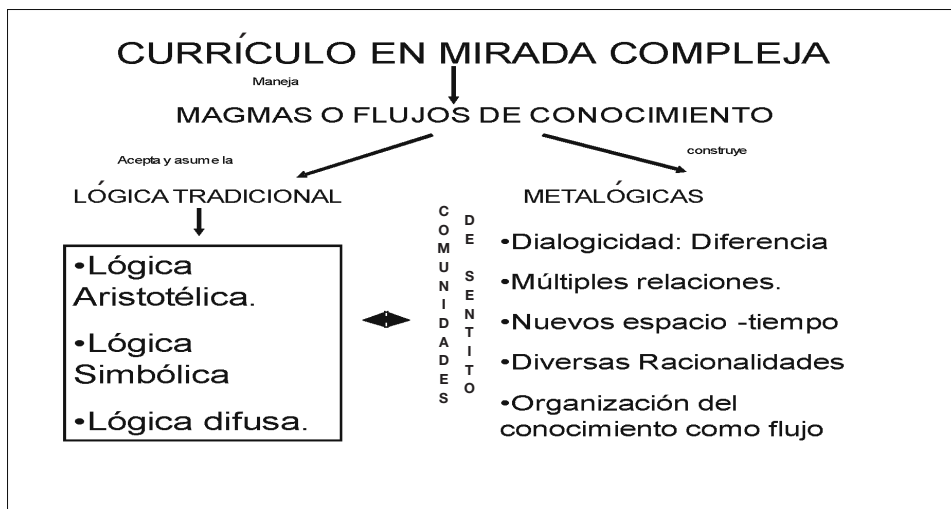 CURRÍCULO EN MIRADA COMPLEJA
Maneja
MAGMAS O FLUJOS DE CONOCIMIENTO
Acepta y asume la
construye
LÓGICA TRADICIONAL
METALÓGICAS
•Lógica
Aristotélica.
•Lógica
Simbólica
•Lógica difusa.
COMUNIDADES
DE SENTITO
•Dialogicidad: Diferencia
•Múltiples relaciones.
•Nuevos espacio -tiempo
•Diversas Racionalidades
•Organización del
conocimiento como flujo